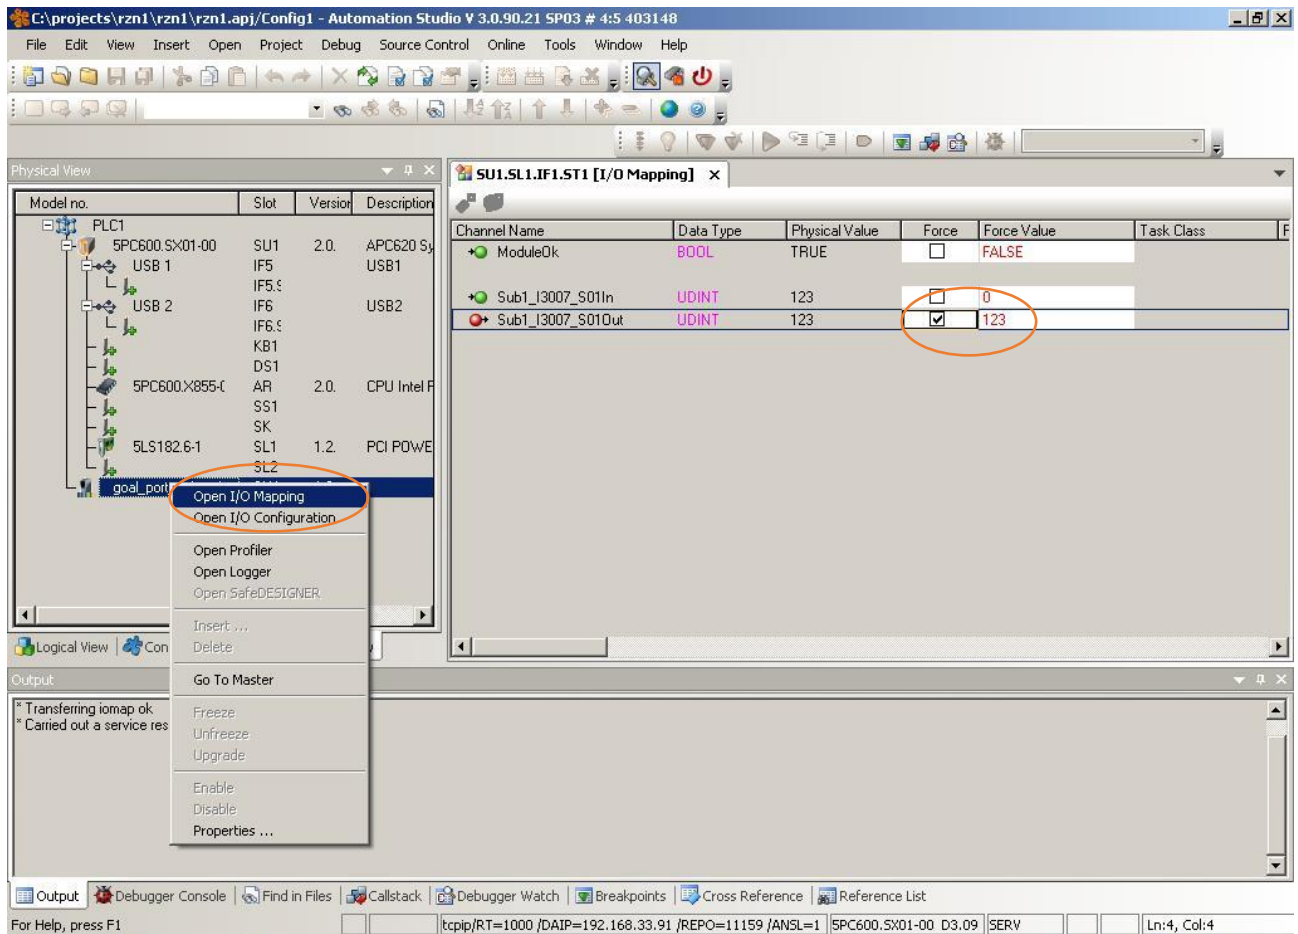 C:\projects\rzn1\rzn1\rzn1.apj/Config1 - Automation Studio V 3.0.90.21 SP03 # 4:5 403148
File Edit View Insert Open Project Debug Source Control Online Tools Window Help
Physical View
Model no. Slot Version Description
PLC1
5PC600.SX01-00 SU1 2.0. APC620 Sy
USB 1 IF5 USB1
IF5.S
USB 2 IF6 USB2
IF6.S
KB1
DS1
5PC600.X855-0 AR 2.0. CPU Intel P
SS1
SK
5LS182.6-1 SL1 1.2. PCI POWE
SL2
goal_port
Open I/O Mapping
Open I/O Configuration
Open Profiler
Open Logger
Open SafeDESIGNER
Insert ...
Delete
Go To Master
Freeze
Unfreeze
Upgrade
Enable
Disable
Properties ...
Logical View Con
SU1.SL1.IF1.ST1 [I/O Mapping]
Channel Name Data Type Physical Value Force Force Value Task Class
ModuleOk BOOL TRUE FALSE
Sub1_I3007_S01In UDINT 123 0
Sub1_I3007_S01Out UDINT 123 123
Output
* Transferring iomap ok
* Carried out a service res
Output Debugger Console Find in Files Callstack Debugger Watch Breakpoints Cross Reference Reference List
For Help, press F1 tcpip/RT=1000 /DAIP=192.168.33.91 /REPO=11159 /ANSL=1 5PC600.SX01-00 D3.09 SERV Ln:4, Col:4